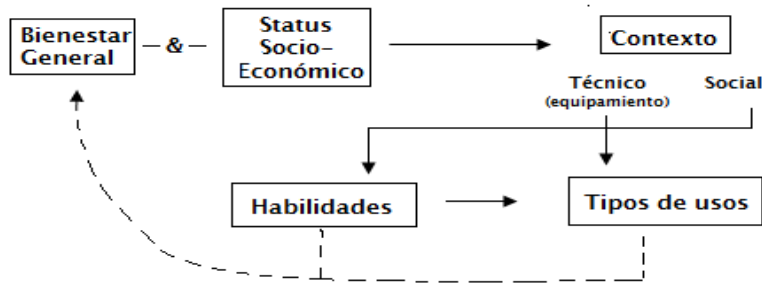 Bienestar
General
&
Status
Socio-
Económico
Contexto
Técnico
(equipamiento)
Social
Habilidades
Tipos de usos